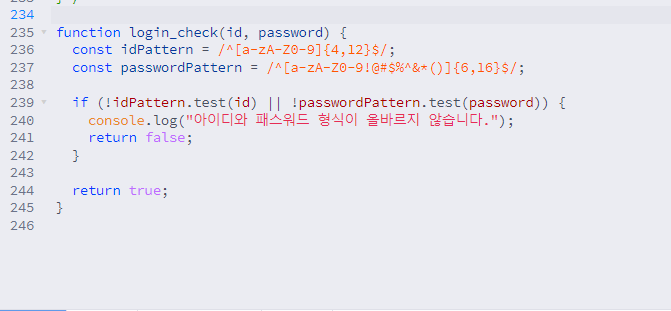 234
235 function login_check(id, password) {
236 const idPattern = /^[a-zA-Z0-9]{4,12}$/;
237 const passwordPattern = /^[a-zA-Z0-9!@#$%^&*()]{6,16}$/;
238
239 if (!idPattern.test(id) || !passwordPattern.test(password)) {
240 console.log("아이디와 패스워드 형식이 올바르지 않습니다.");
241 return false;
242 }
243
244 return true;
245 }
246